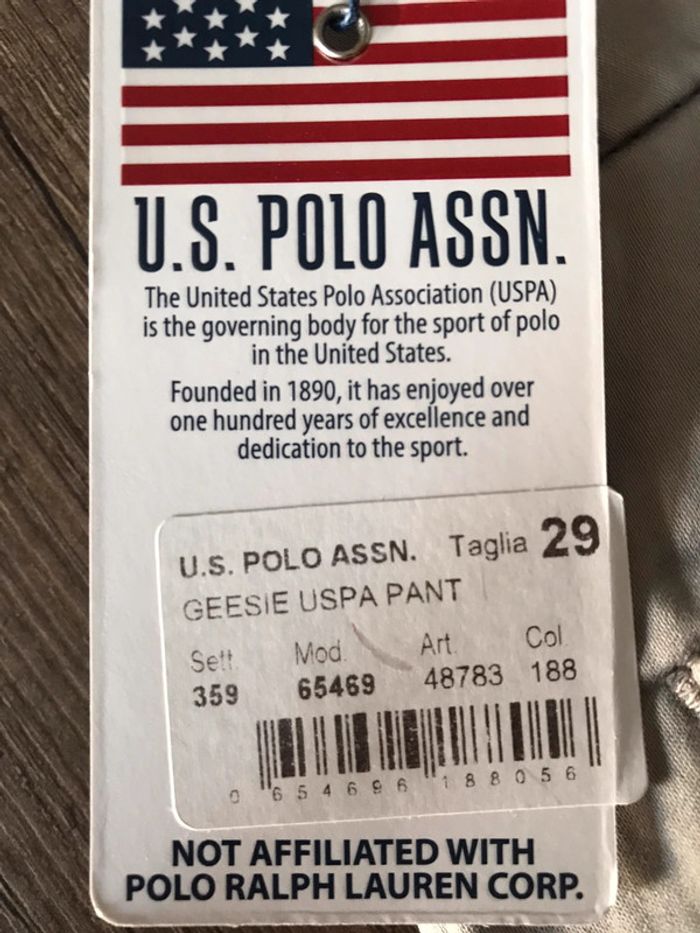 U.S. POLO ASSN.
The United States Polo Association (USPA)
is the governing body for the sport of polo
in the United States.
Founded in 1890, it has enjoyed over
one hundred years of excellence and
dedication to the sport.
U.S. POLO ASSN. Taglia 29
GEESIE USPA PANT
Sett. Mod. Art. Col
359 65469 48783 188
0 654696 188056
NOT AFFILIATED WITH
POLO RALPH LAUREN CORP.